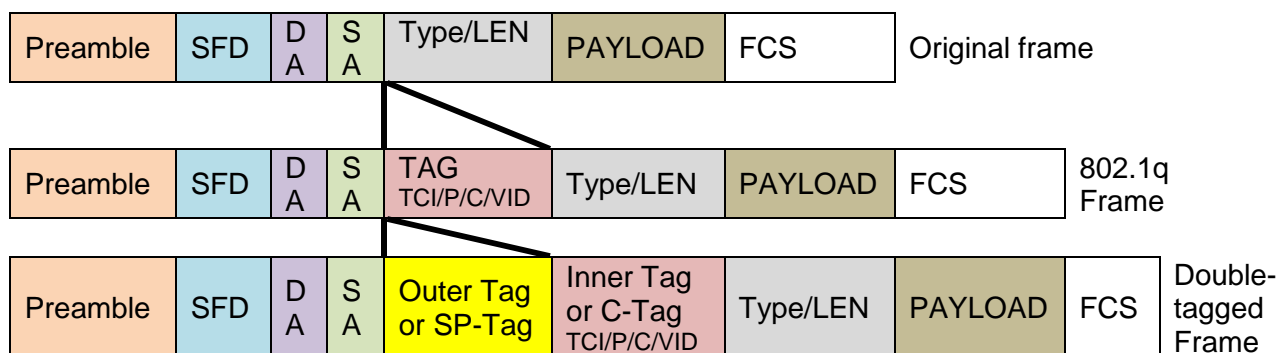 Preamble SFD D A S A Type/LEN PAYLOAD FCS Original frame
Preamble SFD D A S A TAG TCI/P/C/VID Type/LEN PAYLOAD FCS 802.1q Frame
Preamble SFD D A S A Outer Tag or SP-Tag Inner Tag or C-Tag TCI/P/C/VID Type/LEN PAYLOAD FCS Double-tagged Frame